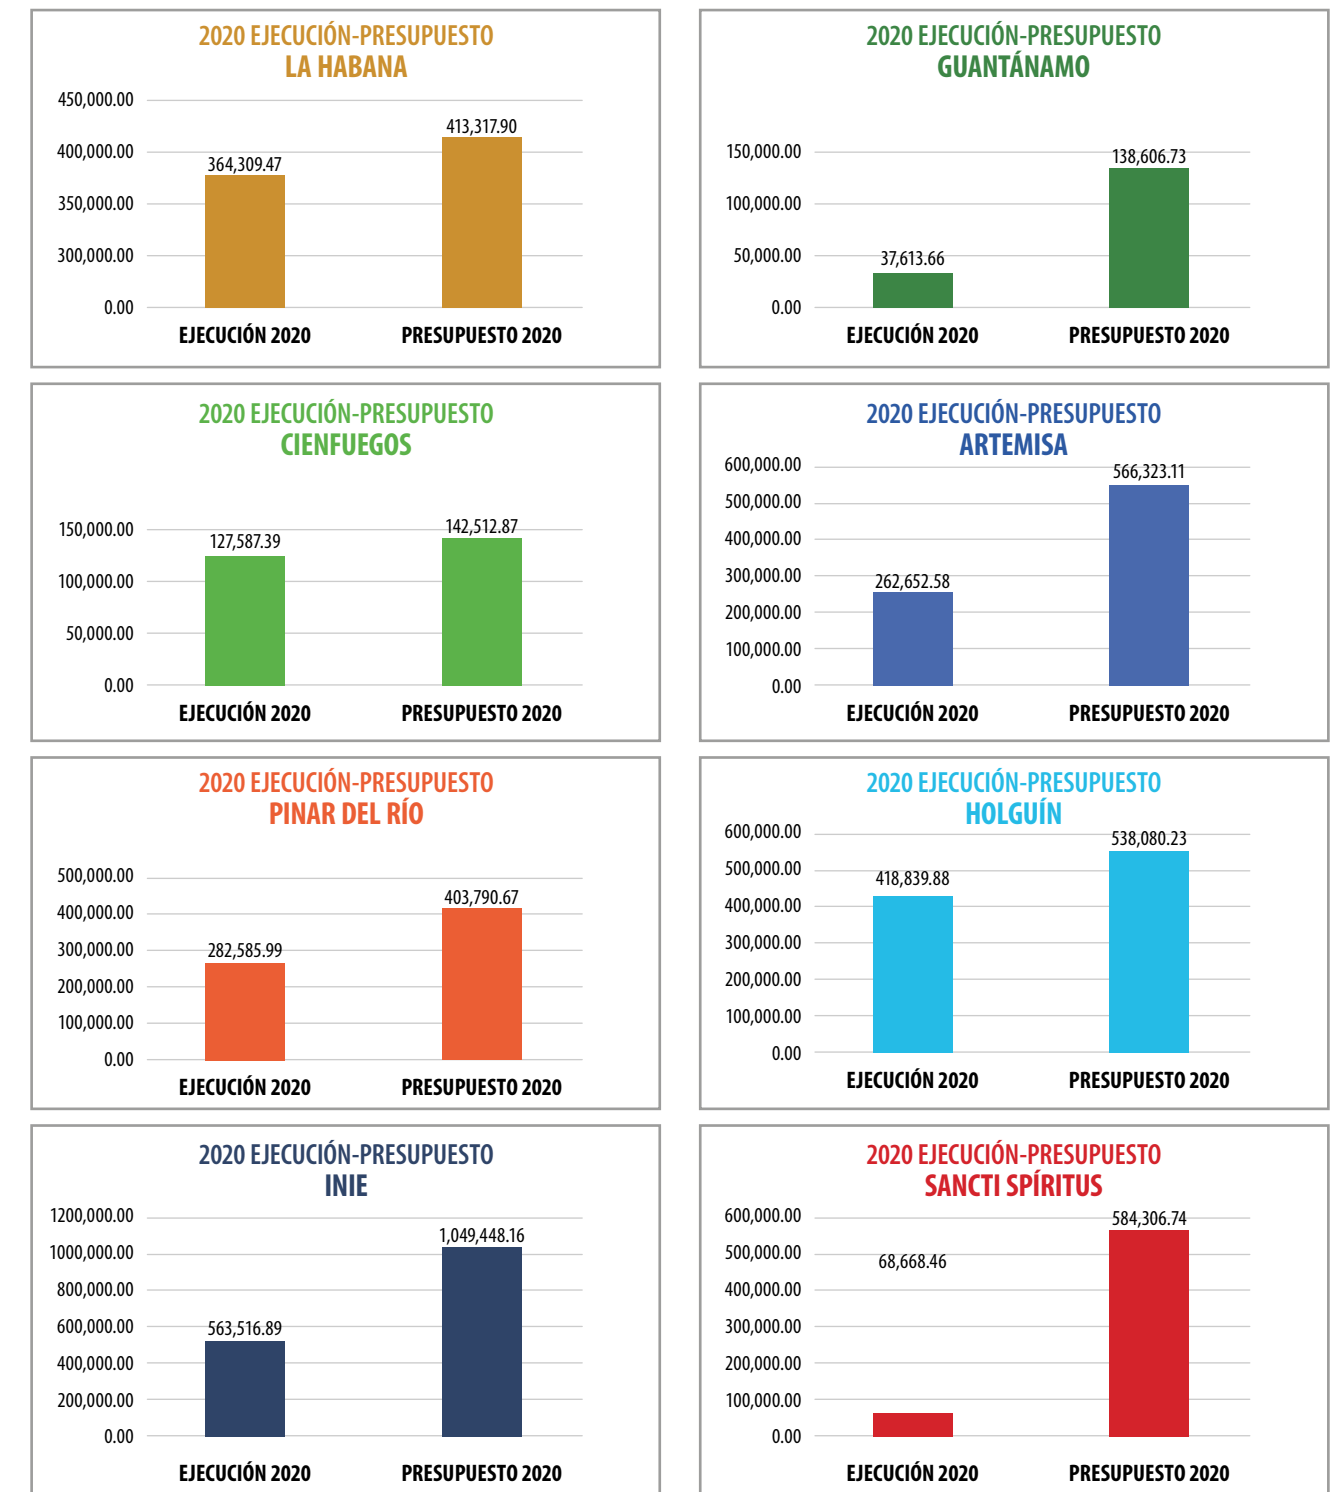 2020 EJECUCIÓN-PRESUPUESTO
LA HABANA
450,000.00
400,000.00
350,000.00
300,000.00
0.00
364,309.47
413,317.90
EJECUCIÓN 2020
PRESUPUESTO 2020
2020 EJECUCIÓN-PRESUPUESTO
GUANTÁNAMO
150,000.00
100,000.00
50,000.00
0.00
37,613.66
138,606.73
EJECUCIÓN 2020
PRESUPUESTO 2020
2020 EJECUCIÓN-PRESUPUESTO
CIENFUEGOS
150,000.00
100,000.00
50,000.00
0.00
127,587.39
142,512.87
EJECUCIÓN 2020
PRESUPUESTO 2020
2020 EJECUCIÓN-PRESUPUESTO
ARTEMISA
600,000.00
500,000.00
400,000.00
300,000.00
200,000.00
100,000.00
0.00
262,652.58
566,323.11
EJECUCIÓN 2020
PRESUPUESTO 2020
2020 EJECUCIÓN-PRESUPUESTO
PINAR DEL RÍO
500,000.00
400,000.00
300,000.00
200,000.00
100,000.00
0.00
282,585.99
403,790.67
EJECUCIÓN 2020
PRESUPUESTO 2020
2020 EJECUCIÓN-PRESUPUESTO
HOLGUÍN
600,000.00
500,000.00
400,000.00
300,000.00
200,000.00
100,000.00
0.00
418,839.88
538,080.23
EJECUCIÓN 2020
PRESUPUESTO 2020
2020 EJECUCIÓN-PRESUPUESTO
INIE
1200,000.00
1000,000.00
800,000.00
600,000.00
400,000.00
200,000.00
0.00
563,516.89
1,049,448.16
EJECUCIÓN 2020
PRESUPUESTO 2020
2020 EJECUCIÓN-PRESUPUESTO
SANCTI SPÍRITUS
600,000.00
500,000.00
400,000.00
300,000.00
200,000.00
100,000.00
0.00
68,668.46
584,306.74
EJECUCIÓN 2020
PRESUPUESTO 2020